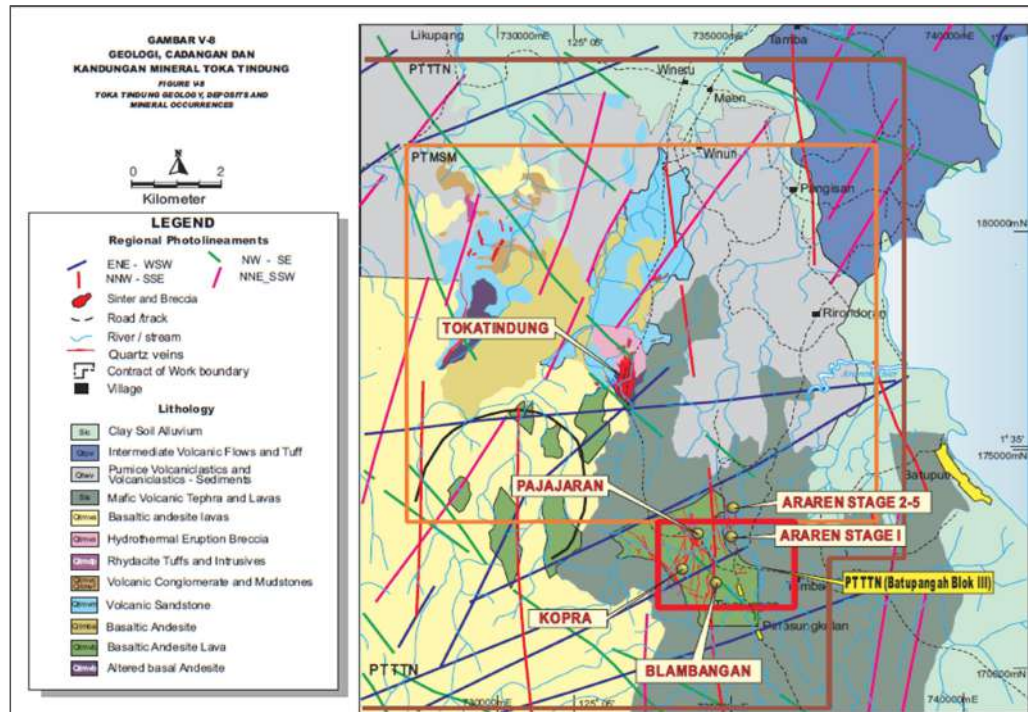 GAMBAR V-8
GEOLOGI, CADANGAN DAN
KANDUNGAN MINERAL TOKA TINDUNG
FIGURE V-8
TOKA TINDUNG GEOLOGY, DEPOSITS AND
MINERAL OCCURRENCES
N
2 0 2
Kilometer
LEGEND
Regional Photolineaments
ENE - WSW
NW - SE
NNW - SSE
NNE_SSW
Sinter and Breccia
Road /track
River / stream
Quartz veins
Contract of Work boundary
Village
Lithology
Clay Soil Alluvium
Intermediate Volcanic Flows and Tuff
Pumice Volcaniclastics and
Volcaniclastics - Sediments
Mafic Volcanic Tephra and Lavas
Basaltic andesite lavas
Hydrothermal Eruption Breccia
Rhydacite Tuffs and Intrusives
Volcanic Conglomerate and Mudstones
Volcanic Sandstone
Basaltic Andesite
Basaltic Andesite Lava
Altered basal Andesite
Likupang
730000mE
125° 05'
735000mE
Tamba
740000mE
PTTTN
Wineru
Maen
PTMSM
Winuri
Pangisan
180000mN
Rirondoran
TOKATINDUNG
1° 35'
175000mN
Batuputi
PAJAJARAN
ARAREN STAGE 2-5
ARAREN STAGE I
PTTTN (Batupangah Blok III)
KOPRA
BLAMBANGAN
PTTTN
730000mE
125° 05'
740000mE